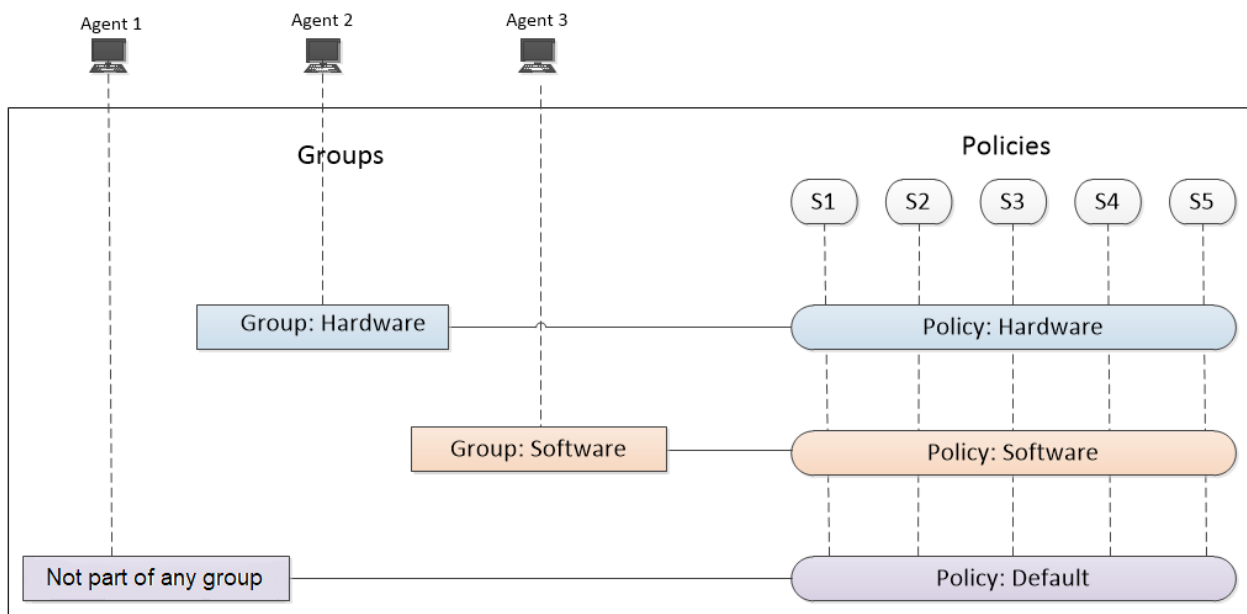 Agent 1
Agent 2
Agent 3
Groups
Policies
S1
S2
S3
S4
S5
Group: Hardware
Policy: Hardware
Group: Software
Policy: Software
Not part of any group
Policy: Default